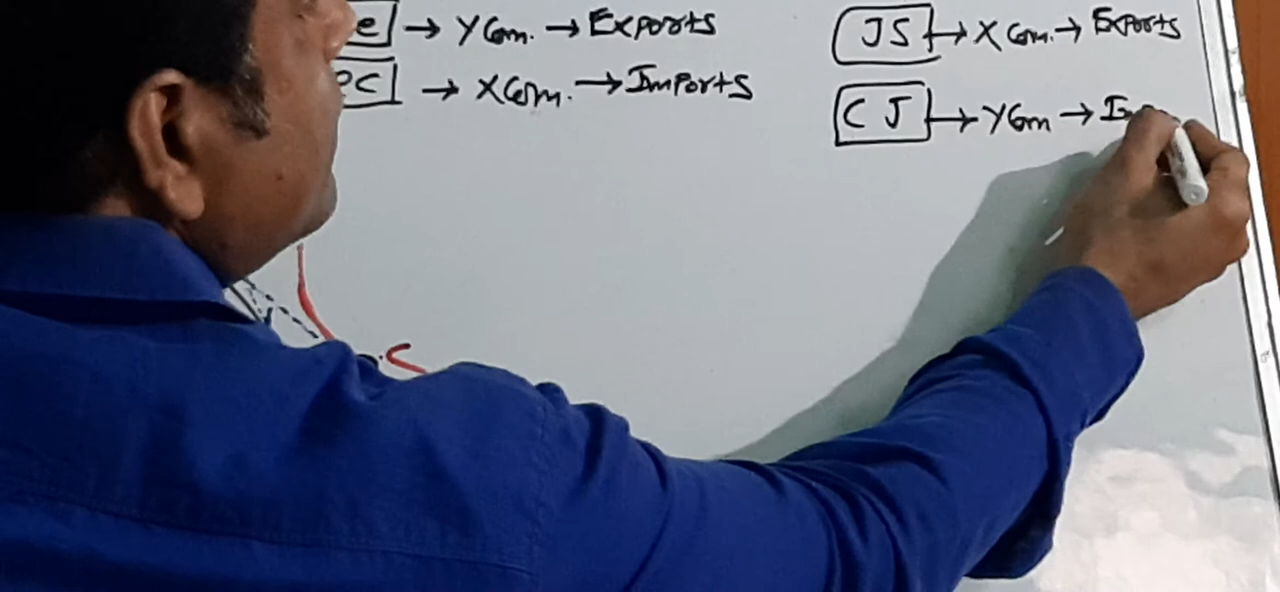 e → Y Com. → Exports
C → X Com. → Imports
JS → X Com. → Exports
CJ → Y Com →
C